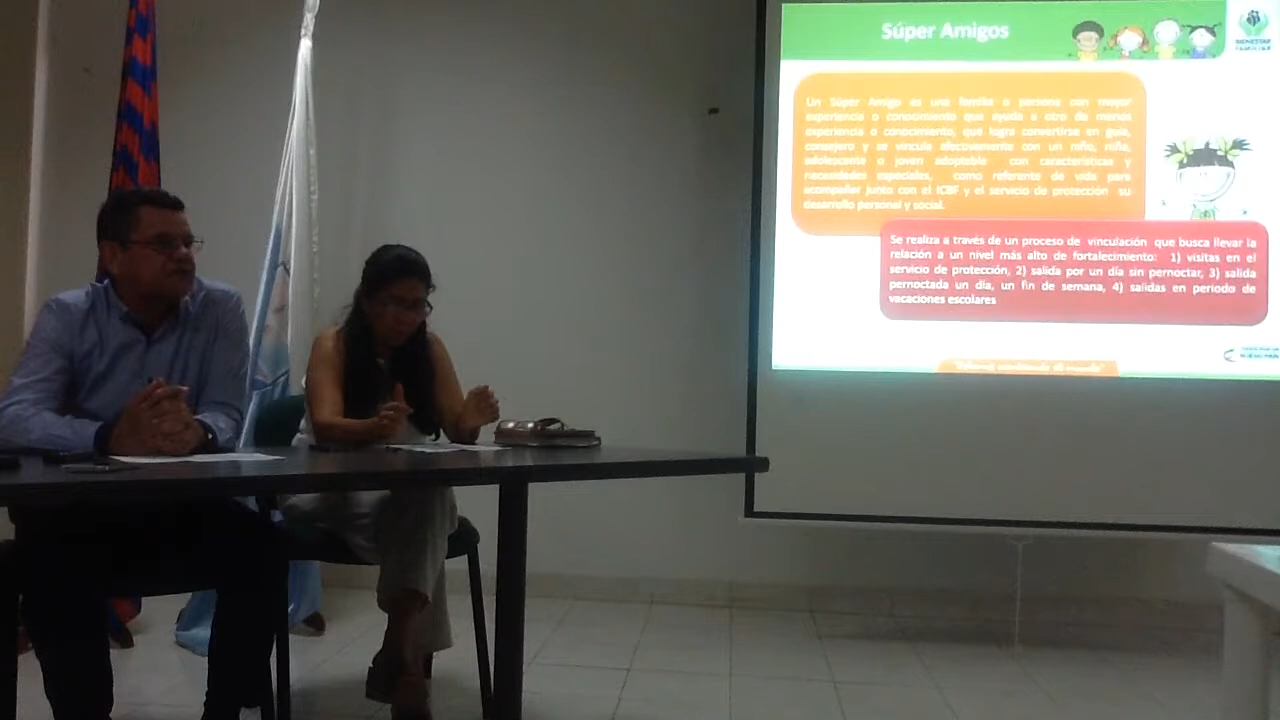 Súper Amigos
BIENESTAR
FAMILIAR
Un Súper Amigo es una familia o persona con mayor
experiencia o conocimiento que ayuda a otro de menos
experiencia o conocimiento, que logra convertirse en guía,
consejero y se vincula afectivamente con un niño, niña,
adolescente o joven adoptable con características y
necesidades especiales, como referente de vida para
acompañar junto con el ICBF y el servicio de protección su
desarrollo personal y social.
Se realiza a través de un proceso de vinculación que busca llevar la
relación a un nivel más alto de fortalecimiento: 1) visitas en el
servicio de protección, 2) salida por un día sin pernoctar, 3) salida
pernoctada un día, un fin de semana, 4) salidas en periodo de
vacaciones escolares
NUEVO PAÍS